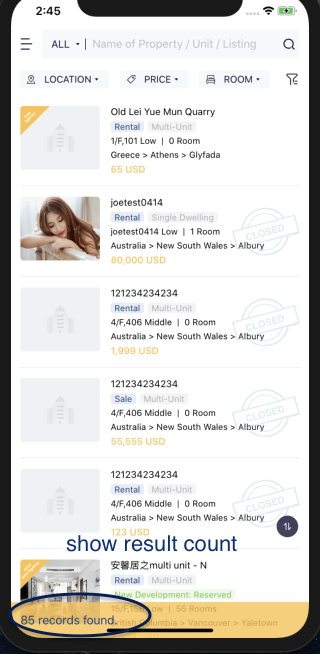 2:45
ALL
Name of Property / Unit / Listing
LOCATION
PRICE
ROOM
Old Lei Yue Mun Quarry
Rental Multi-Unit
1/F,101 Low | 0 Room
Greece > Athens > Glyfada
65 USD
joetest0414
Rental Single Dwelling
joetest0414 Low | 1 Room
Australia > New South Wales > Albury
80,000 USD
CLOSED
121234234234
Rental Multi-Unit
4/F,406 Middle | 0 Room
Australia > New South Wales > Albury
1,999 USD
CLOSED
121234234234
Sale Multi-Unit
4/F,406 Middle | 0 Room
Australia > New South Wales > Albury
55,555 USD
CLOSED
121234234234
Rental Multi-Unit
4/F,406 Middle | 0 Room
Australia > New South Wales > Albury
123 USD
CLOSED
show result count
安馨居之multi unit - N
Rental Multi-Unit
New Development: Reserved
15/F,15 Low | 55 Rooms
British Columbia > Vancouver > Yaletown
85 records found.